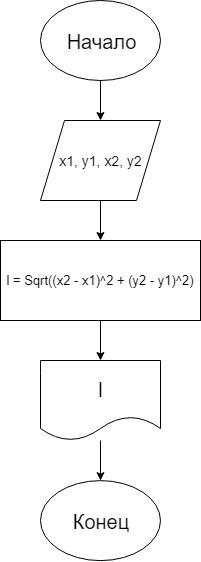 Начало
x1, y1, x2, y2
l = Sqrt((x2 - x1)^2 + (y2 - y1)^2)
l
Конец